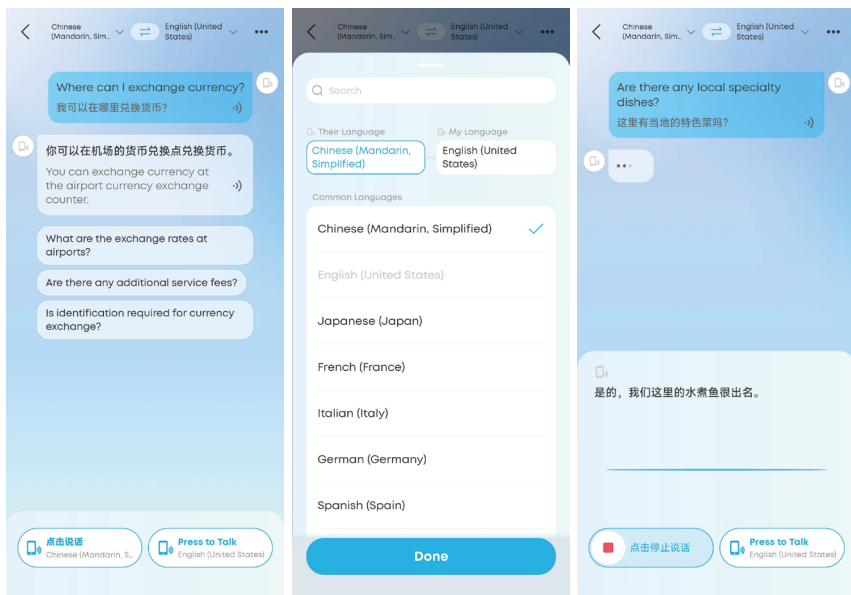 Chinese
(Mandarin, Sim..
English (United
States)
Where can I exchange currency?
我可以在哪里兑换货币?
你可以在机场的货币兑换点兑换货币。
You can exchange currency at
the airport currency exchange
counter.
What are the exchange rates at
airports?
Are there any additional service fees?
Is identification required for currency
exchange?
点击说话
Chinese (Mandarin, S..
Press to Talk
English (United States)
Chinese
(Mandarin, Sim..
English (United
States)
Search
Their Language
My Language
Chinese (Mandarin,
Simplified)
English (United
States)
Common Languages
Chinese (Mandarin, Simplified)
English (United States)
Japanese (Japan)
French (France)
Italian (Italy)
German (Germany)
Spanish (Spain)
Done
Chinese
(Mandarin, Sim..
English (United
States)
Are there any local specialty
dishes?
这里有当地的特色菜吗?
是的，我们这里的水煮鱼很出名。
点击停止说话
Press to Talk
English (United States)